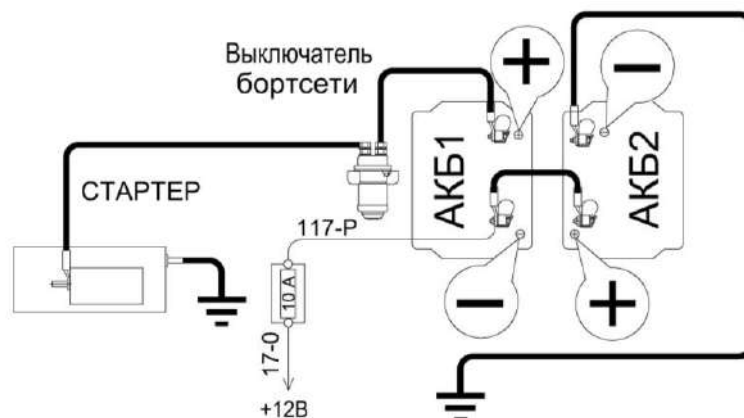 Выключатель
бортсети
+
−
АКБ1
АКБ2
СТАРТЕР
117-Р
−
+
10 А
17-0
+12В